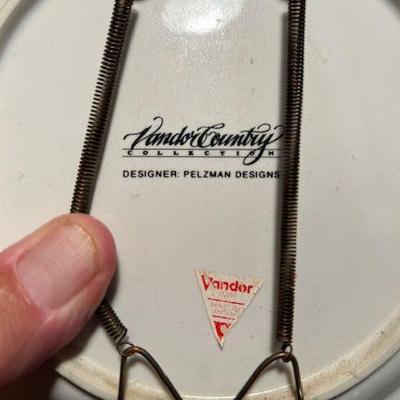 Vandor Country
COLLECTION
DESIGNER: PELZMAN DESIGNS
Vandor